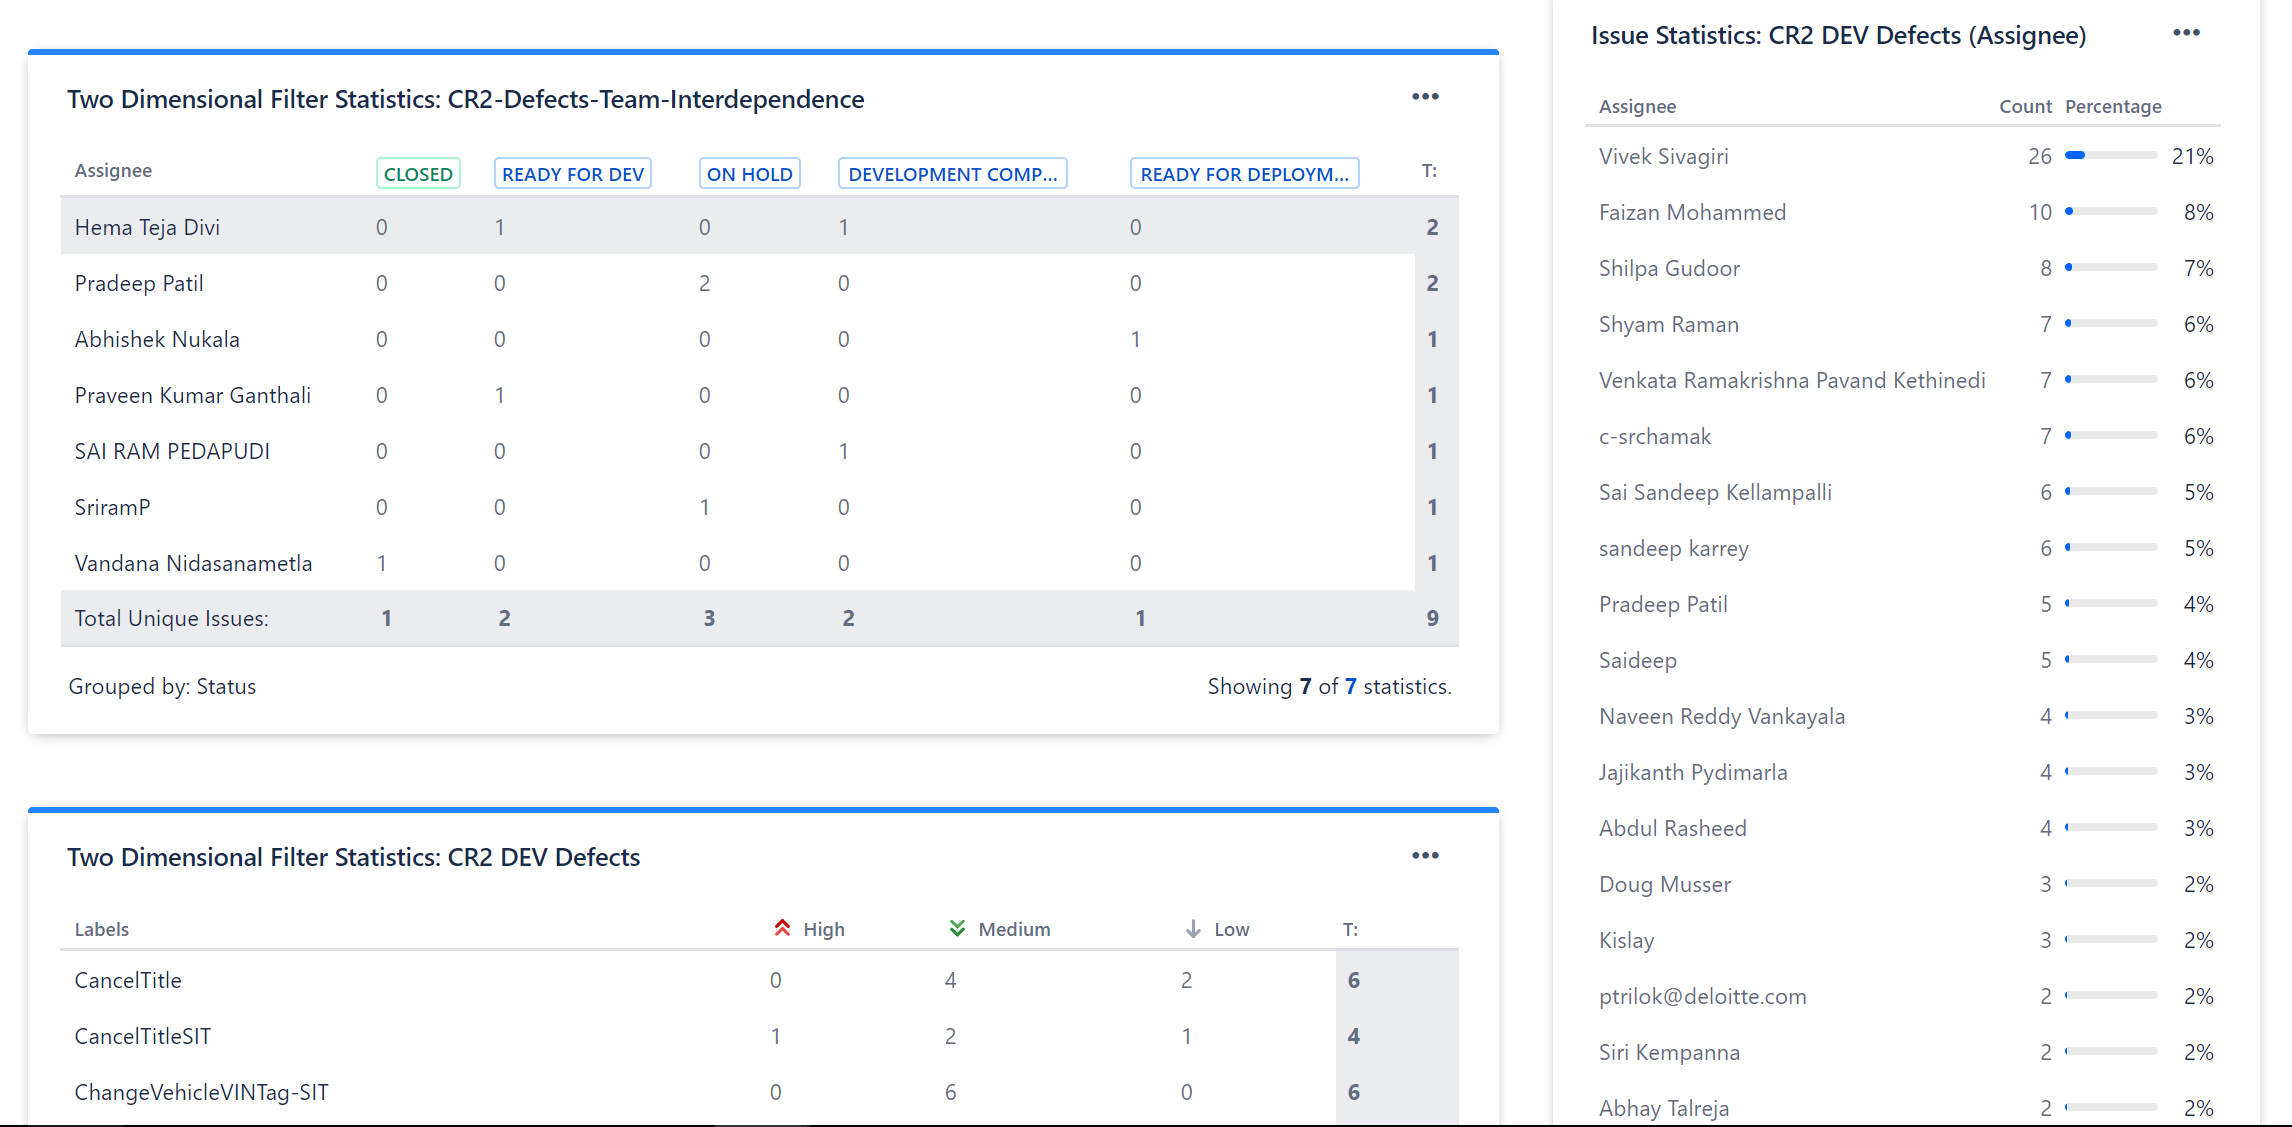 Two Dimensional Filter Statistics: CR2-Defects-Team-Interdependence
Assignee CLOSED READY FOR DEV ON HOLD DEVELOPMENT COMP... READY FOR DEPLOYM... T:
Hema Teja Divi 0 1 0 1 0 2
Pradeep Patil 0 0 2 0 0 2
Abhishek Nukala 0 0 0 0 1 1
Praveen Kumar Ganthali 0 1 0 0 0 1
SAI RAM PEDAPUDI 0 0 0 1 0 1
SriramP 0 0 1 0 0 1
Vandana Nidasanametla 1 0 0 0 0 1
Total Unique Issues: 1 2 3 2 1 9
Grouped by: Status Showing 7 of 7 statistics.
Two Dimensional Filter Statistics: CR2 DEV Defects
Labels High Medium Low T:
CancelTitle 0 4 2 6
CancelTitleSIT 1 2 1 4
ChangeVehicleVINTag-SIT 0 6 0 6
Issue Statistics: CR2 DEV Defects (Assignee)
Assignee Count Percentage
Vivek Sivagiri 26 21%
Faizan Mohammed 10 8%
Shilpa Gudoor 8 7%
Shyam Raman 7 6%
Venkata Ramakrishna Pavand Kethinedi 7 6%
c-srchamak 7 6%
Sai Sandeep Kellampalli 6 5%
sandeep karrey 6 5%
Pradeep Patil 5 4%
Saideep 5 4%
Naveen Reddy Vankayala 4 3%
Jajikanth Pydimarla 4 3%
Abdul Rasheed 4 3%
Doug Musser 3 2%
Kislay 3 2%
ptrilok@deloitte.com 2 2%
Siri Kempanna 2 2%
Abhay Talreja 2 2%